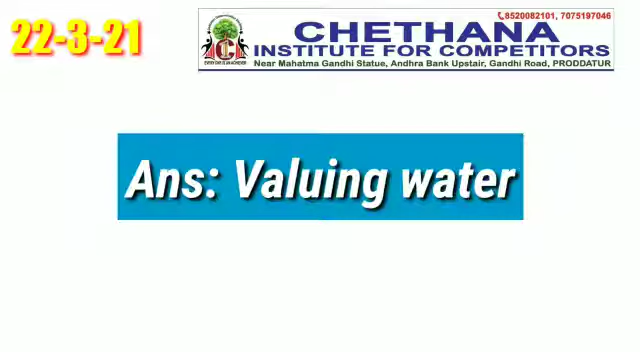 22-3-21
8520082101, 7075197046
CHETHANA
INSTITUTE FOR COMPETITORS
Near Mahatma Gandhi Statue, Andhra Bank Upstair, Gandhi Road, PRODDATUR
Ans: Valuing water